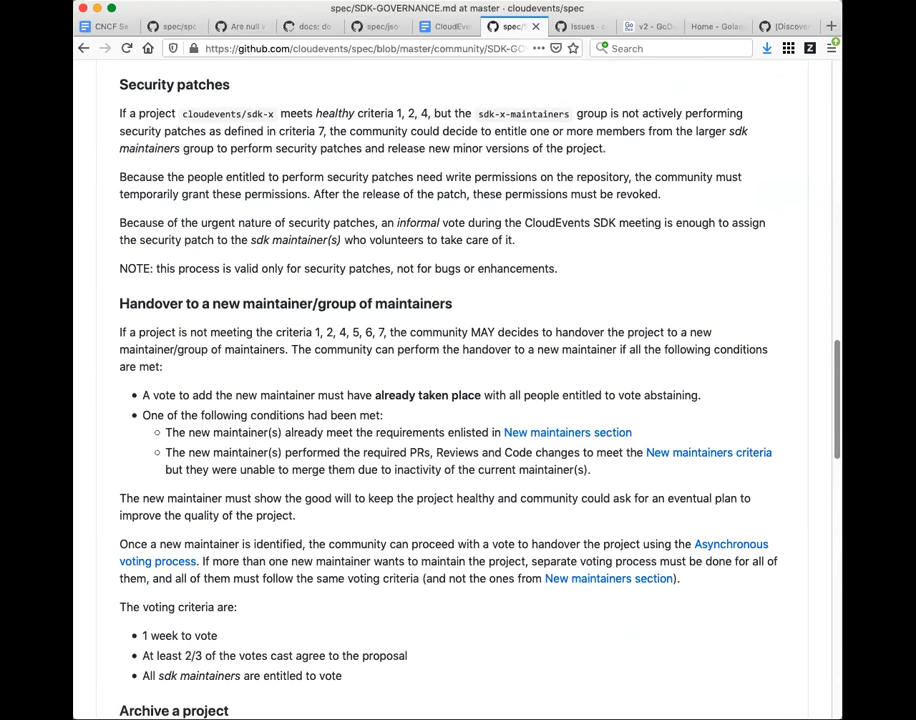 spec/SDK-GOVERNANCE.md at master · cloudevents/spec
CNCF Se
spec/spe
Are null v
docs: do
spec/jso
CloudEve
spec/
Issues · c
v2 - GoD
Home - Gola
[Discover
https://github.com/cloudevents/spec/blob/master/community/SDK-GO
Search
Security patches
If a project cloudevents/sdk-x meets healthy criteria 1, 2, 4, but the sdk-x-maintainers group is not actively performing
security patches as defined in criteria 7, the community could decide to entitle one or more members from the larger sdk
maintainers group to perform security patches and release new minor versions of the project.
Because the people entitled to perform security patches need write permissions on the repository, the community must
temporarily grant these permissions. After the release of the patch, these permissions must be revoked.
Because of the urgent nature of security patches, an informal vote during the CloudEvents SDK meeting is enough to assign
the security patch to the sdk maintainer(s) who volunteers to take care of it.
NOTE: this process is valid only for security patches, not for bugs or enhancements.
Handover to a new maintainer/group of maintainers
If a project is not meeting the criteria 1, 2, 4, 5, 6, 7, the community MAY decides to handover the project to a new
maintainer/group of maintainers. The community can perform the handover to a new maintainer if all the following conditions
are met:
• A vote to add the new maintainer must have already taken place with all people entitled to vote abstaining.
• One of the following conditions had been met:
○ The new maintainer(s) already meet the requirements enlisted in New maintainers section
○ The new maintainer(s) performed the required PRs, Reviews and Code changes to meet the New maintainers criteria
but they were unable to merge them due to inactivity of the current maintainer(s).
The new maintainer must show the good will to keep the project healthy and community could ask for an eventual plan to
improve the quality of the project.
Once a new maintainer is identified, the community can proceed with a vote to handover the project using the Asynchronous
voting process. If more than one new maintainer wants to maintain the project, separate voting process must be done for all of
them, and all of them must follow the same voting criteria (and not the ones from New maintainers section).
The voting criteria are:
• 1 week to vote
• At least 2/3 of the votes cast agree to the proposal
• All sdk maintainers are entitled to vote
Archive a project